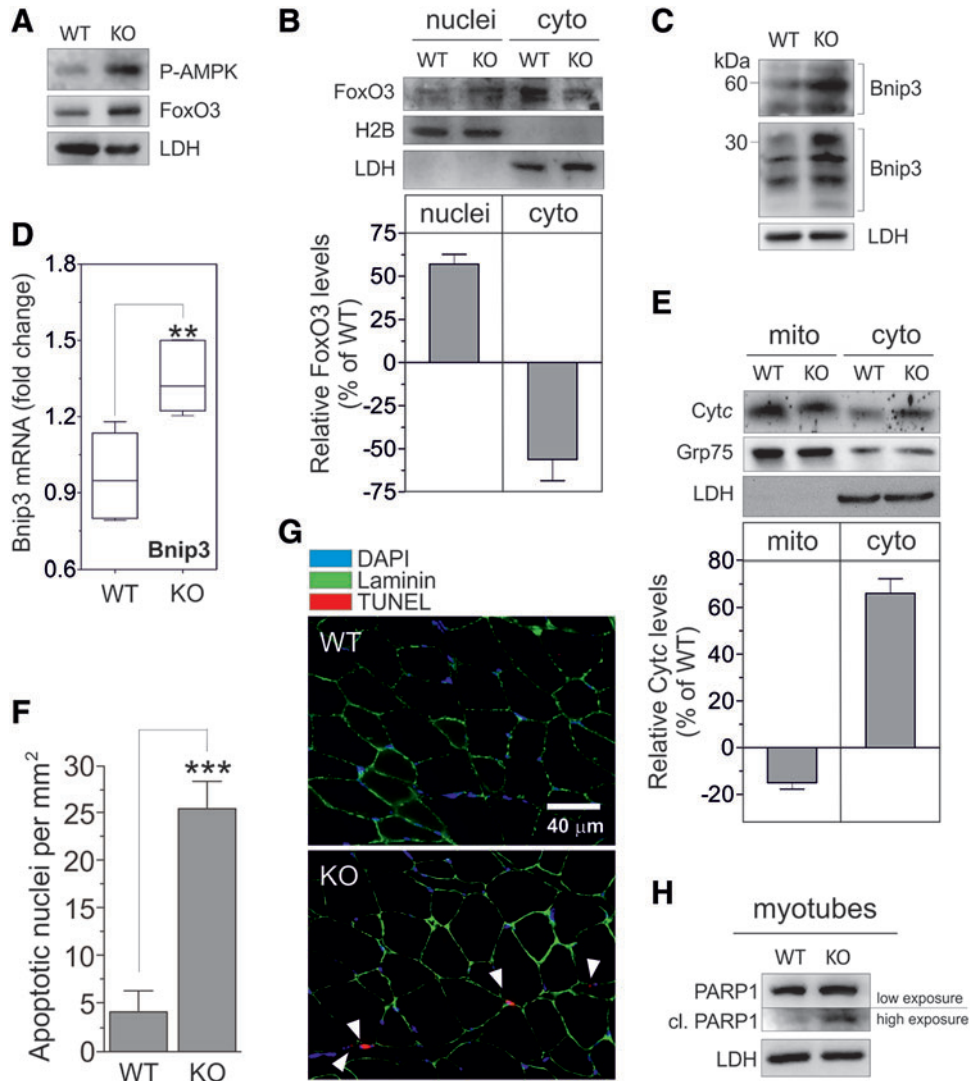 A
WT KO
P-AMPK
FoxO3
LDH
B
nuclei cyto
WT KO WT KO
FoxO3
H2B
LDH
nuclei cyto
75
50
25
0
-25
-50
-75
Relative FoxO3 levels
(% of WT)
C
WT KO
kDa
60
Bnip3
30
Bnip3
LDH
D
1.8
1.5
1.2
0.9
0.6
Bnip3 mRNA (fold change)
**
Bnip3
WT KO
E
mito cyto
WT KO WT KO
Cytc
Grp75
LDH
mito cyto
80
60
40
20
0
-20
Relative Cytc levels
(% of WT)
F
30
25
20
15
10
5
0
Apoptotic nuclei per mm²
***
WT KO
G
DAPI
Laminin
TUNEL
WT
40 μm
KO
H
myotubes
WT KO
PARP1
low exposure
cl. PARP1
high exposure
LDH